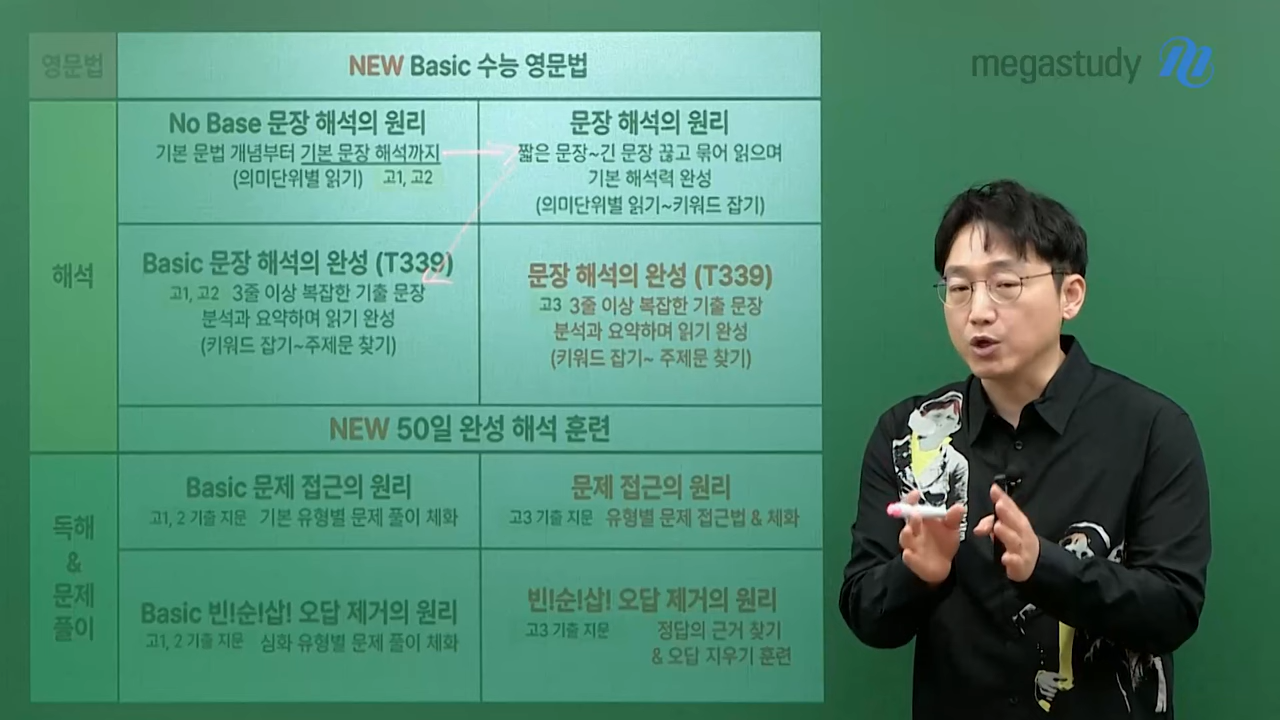 megastudy
영문법
NEW Basic 수능 영문법
해석
No Base 문장 해석의 원리
기본 문법 개념부터 기본 문장 해석까지
(의미단위별 읽기) 고1, 고2
문장 해석의 원리
짧은 문장~긴 문장 끊고 묶어 읽으며
기본 해석력 완성
(의미단위별 읽기~키워드 잡기)
Basic 문장 해석의 완성 (T339)
고1, 고2 3줄 이상 복잡한 기출 문장
분석과 요약하며 읽기 완성
(키워드 잡기~주제문 찾기)
문장 해석의 완성 (T339)
고3 3줄 이상 복잡한 기출 문장
분석과 요약하며 읽기 완성
(키워드 잡기~ 주제문 찾기)
NEW 50일 완성 해석 훈련
독해
&
문제
풀이
Basic 문제 접근의 원리
고1, 2 기출 지문 기본 유형별 문제 풀이 체화
문제 접근의 원리
고3 기출 지문 유형별 문제 접근법 & 체화
Basic 빈!순!삽! 오답 제거의 원리
고1, 2 기출 지문 심화 유형별 문제 풀이 체화
빈!순!삽! 오답 제거의 원리
고3 기출 지문 정답의 근거 찾기
& 오답 지우기 훈련